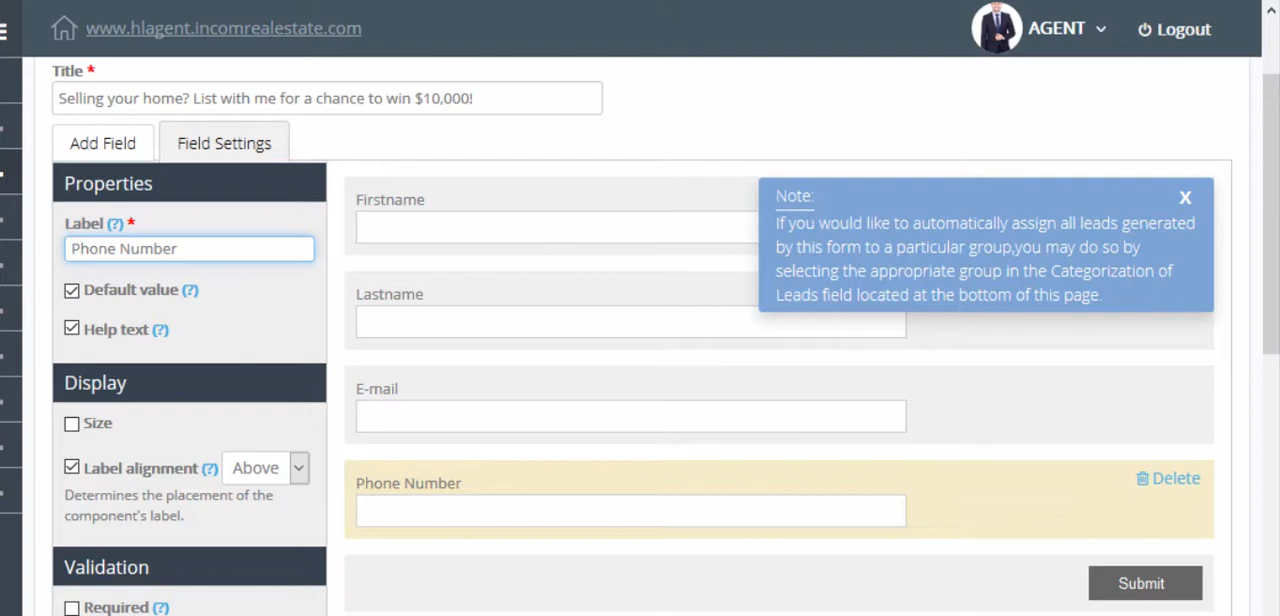 www.hlagent.incomrealestate.com
AGENT
Logout
Title *
Selling your home? List with me for a chance to win $10,000!
Add Field
Field Settings
Properties
Label (?) *
Phone Number
Default value (?)
Help text (?)
Display
Size
Label alignment (?) Above
Determines the placement of the
component's label.
Validation
Required (?)
Firstname
Lastname
E-mail
Phone Number
Delete
Submit
Note:
X
If you would like to automatically assign all leads generated
by this form to a particular group,you may do so by
selecting the appropriate group in the Categorization of
Leads field located at the bottom of this page.